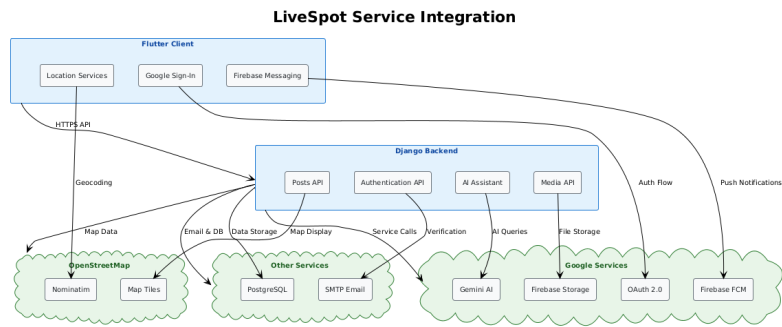 LiveSpot Service Integration
Flutter Client
Location Services
Google Sign-In
Firebase Messaging
HTTPS API
Django Backend
Posts API
Authentication API
AI Assistant
Media API
Geocoding
Auth Flow
Push Notifications
Map Data
Email & DB
Data Storage
Map Display
Service Calls
Verification
AI Queries
File Storage
OpenStreetMap
Nominatim
Map Tiles
Other Services
PostgreSQL
SMTP Email
Google Services
Gemini AI
Firebase Storage
OAuth 2.0
Firebase FCM